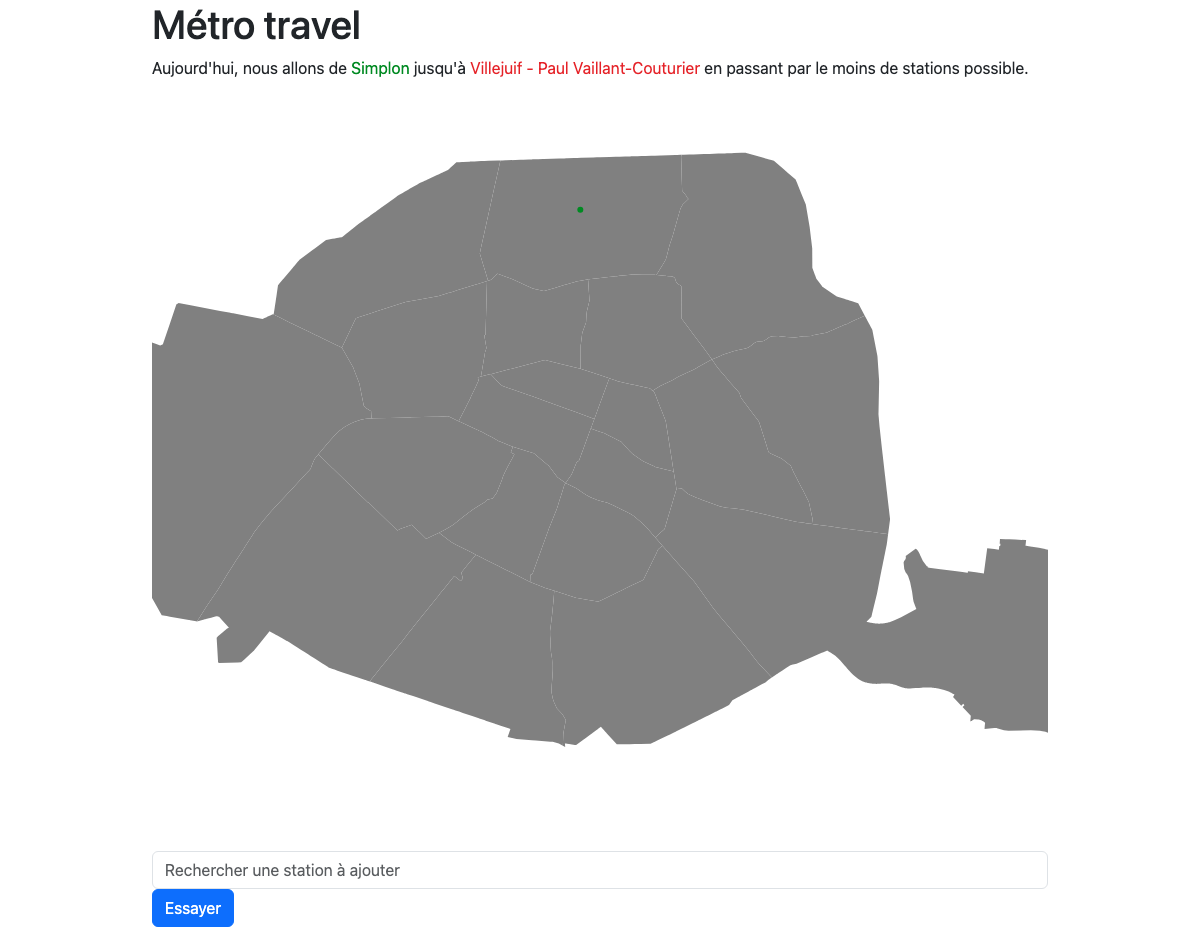 Métro travel
Aujourd'hui, nous allons de Simplon jusqu'à Villejuif - Paul Vaillant-Couturier en passant par le moins de stations possible.
Rechercher une station à ajouter
Essayer